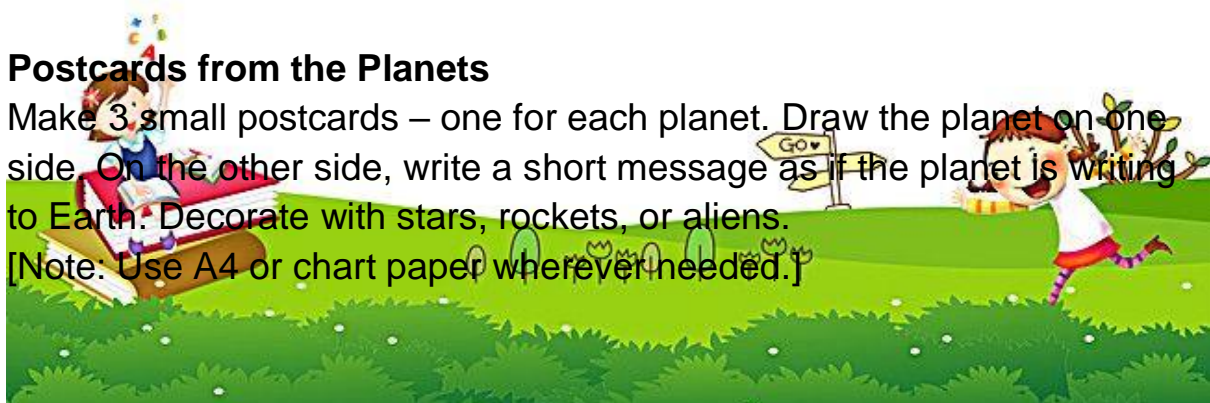 Postcards from the Planets
Make 3 small postcards – one for each planet. Draw the planet on one
side. On the other side, write a short message as if the planet is writing
to Earth. Decorate with stars, rockets, or aliens.
[Note: Use A4 or chart paper wherever needed.]
GO